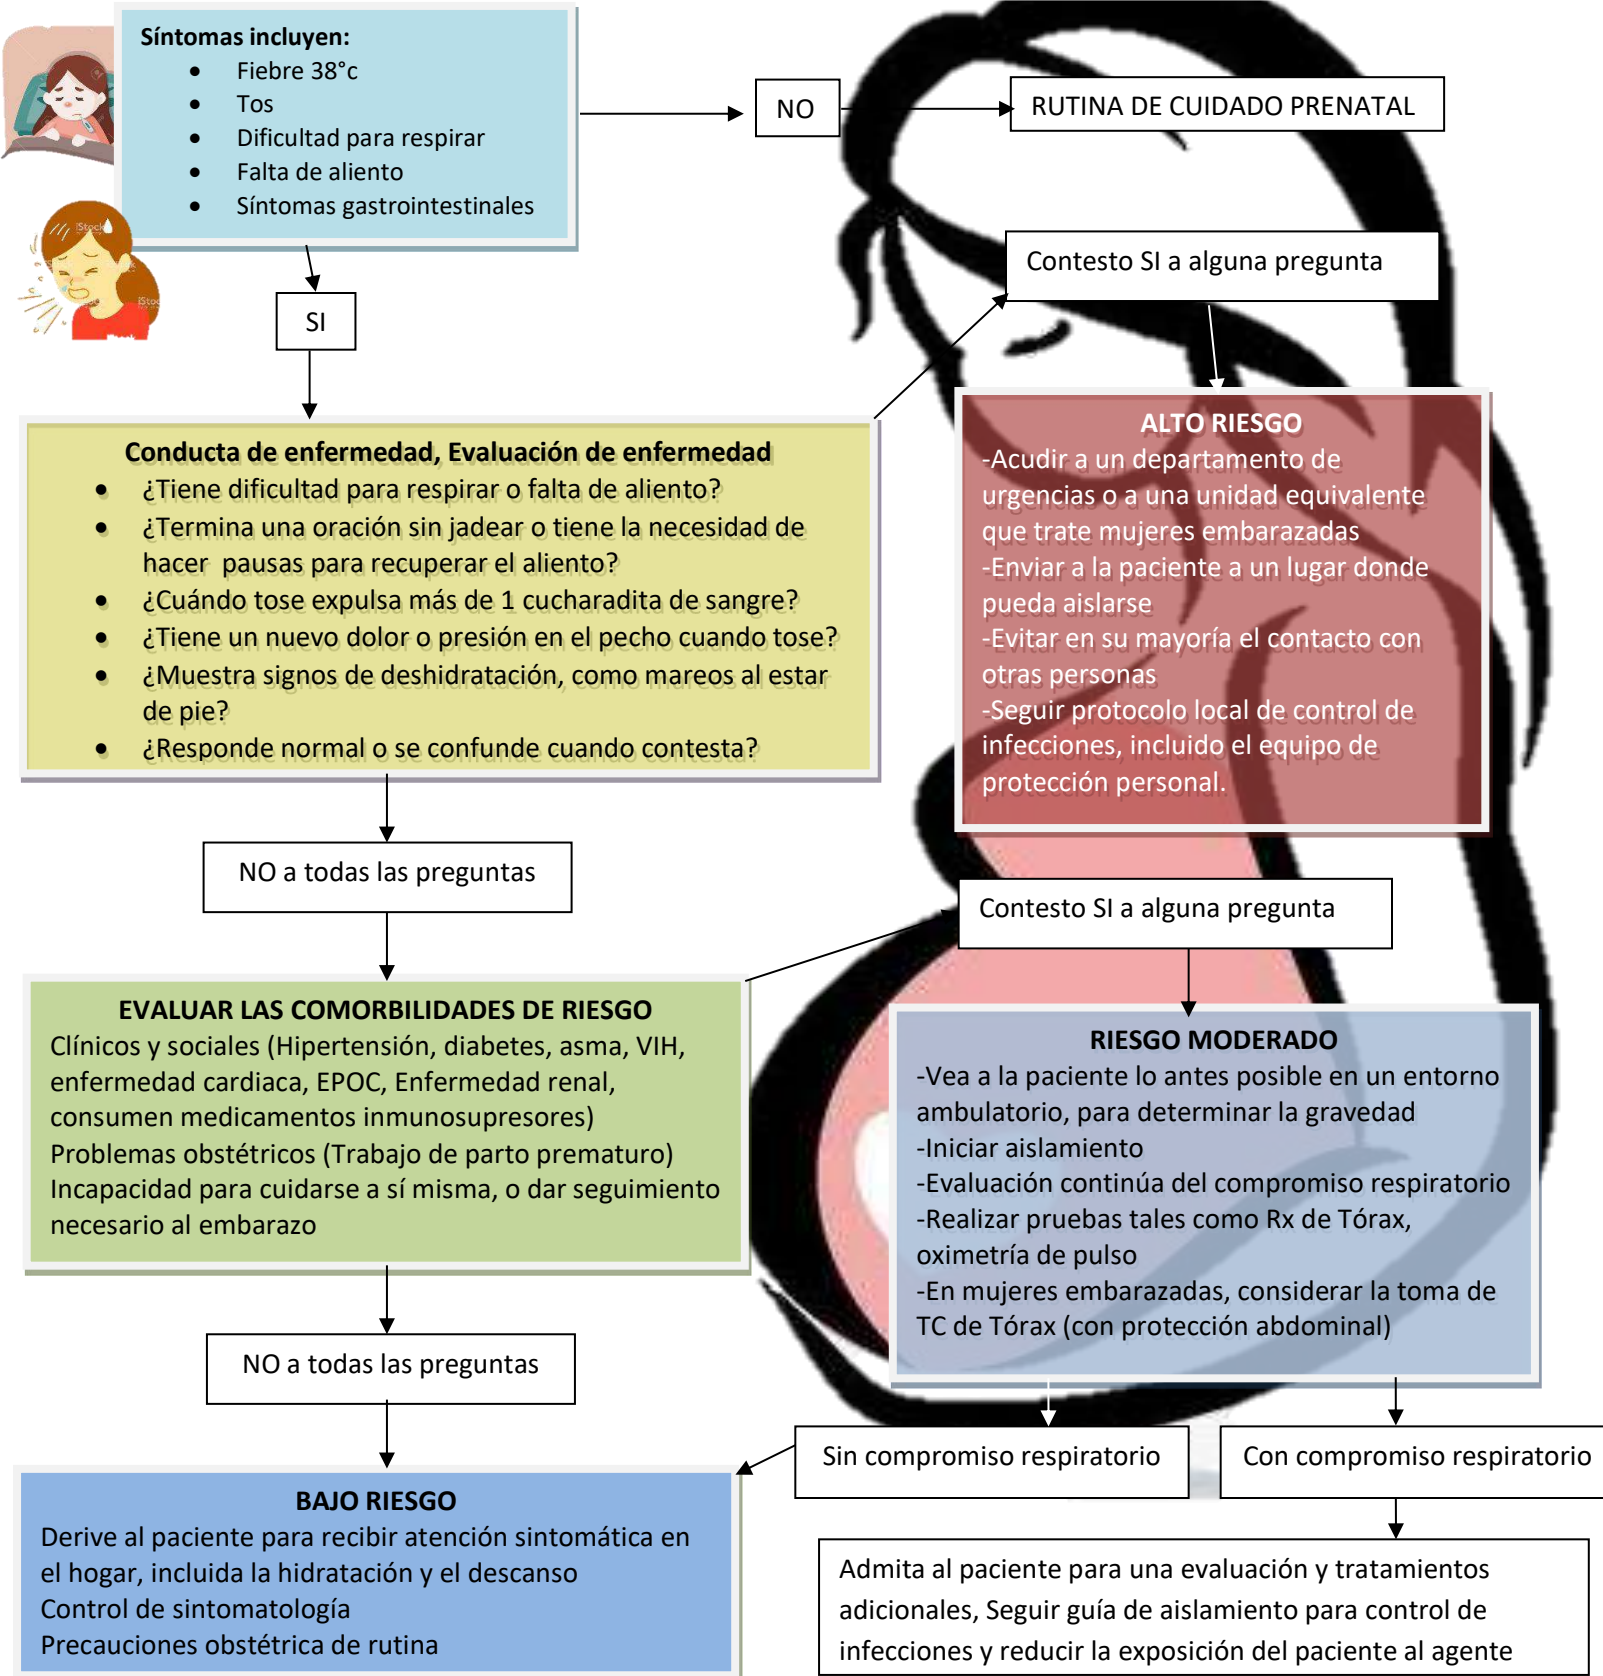 Síntomas incluyen:
• Fiebre 38°c
• Tos
• Dificultad para respirar
• Falta de aliento
• Síntomas gastrointestinales
iStock
iStock
NO
RUTINA DE CUIDADO PRENATAL
SI
Contesto SI a alguna pregunta
Conducta de enfermedad, Evaluación de enfermedad
• ¿Tiene dificultad para respirar o falta de aliento?
• ¿Termina una oración sin jadear o tiene la necesidad de
hacer pausas para recuperar el aliento?
• ¿Cuándo tose expulsa más de 1 cucharadita de sangre?
• ¿Tiene un nuevo dolor o presión en el pecho cuando tose?
• ¿Muestra signos de deshidratación, como mareos al estar
de pie?
• ¿Responde normal o se confunde cuando contesta?
ALTO RIESGO
-Acudir a un departamento de
urgencias o a una unidad equivalente
que trate mujeres embarazadas
-Enviar a la paciente a un lugar donde
pueda aislarse
-Evitar en su mayoría el contacto con
otras personas
-Seguir protocolo local de control de
infecciones, incluido el equipo de
protección personal.
NO a todas las preguntas
Contesto SI a alguna pregunta
EVALUAR LAS COMORBILIDADES DE RIESGO
Clínicos y sociales (Hipertensión, diabetes, asma, VIH,
enfermedad cardiaca, EPOC, Enfermedad renal,
consumen medicamentos inmunosupresores)
Problemas obstétricos (Trabajo de parto prematuro)
Incapacidad para cuidarse a sí misma, o dar seguimiento
necesario al embarazo
RIESGO MODERADO
-Vea a la paciente lo antes posible en un entorno
ambulatorio, para determinar la gravedad
-Iniciar aislamiento
-Evaluación continúa del compromiso respiratorio
-Realizar pruebas tales como Rx de Tórax,
oximetría de pulso
-En mujeres embarazadas, considerar la toma de
TC de Tórax (con protección abdominal)
NO a todas las preguntas
Sin compromiso respiratorio
Con compromiso respiratorio
BAJO RIESGO
Derive al paciente para recibir atención sintomática en
el hogar, incluida la hidratación y el descanso
Control de sintomatología
Precauciones obstétrica de rutina
Admita al paciente para una evaluación y tratamientos
adicionales, Seguir guía de aislamiento para control de
infecciones y reducir la exposición del paciente al agente